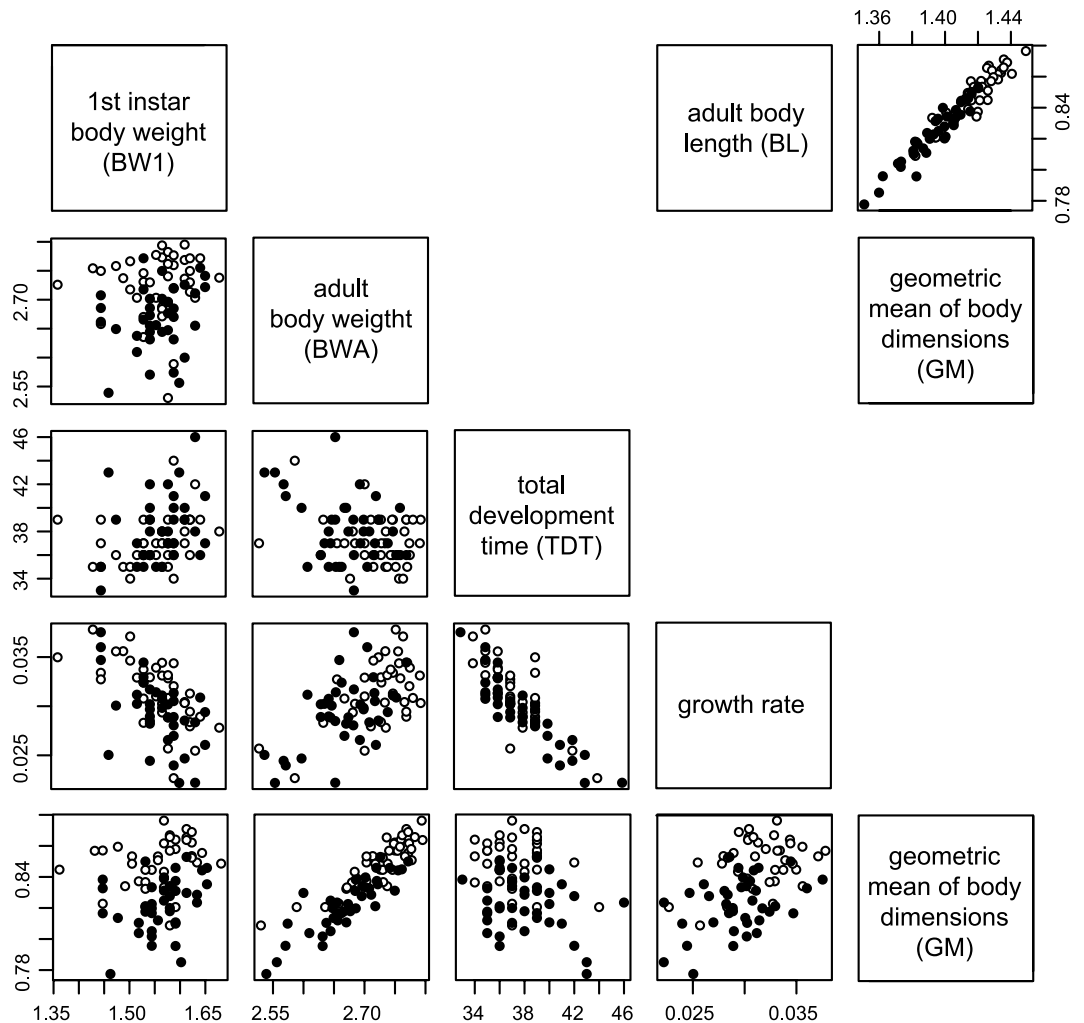 1.36 1.40 1.44
1st instar
body weight
(BW1)
adult body
length (BL)
0.84
0.78
2.70
2.55
adult
body weigtht
(BWA)
geometric
mean of body
dimensions
(GM)
46
42
38
34
total
development
time (TDT)
0.035
0.025
growth rate
0.84
0.78
geometric
mean of body
dimensions
(GM)
1.35 1.50 1.65
2.55 2.70
34 38 42 46
0.025 0.035